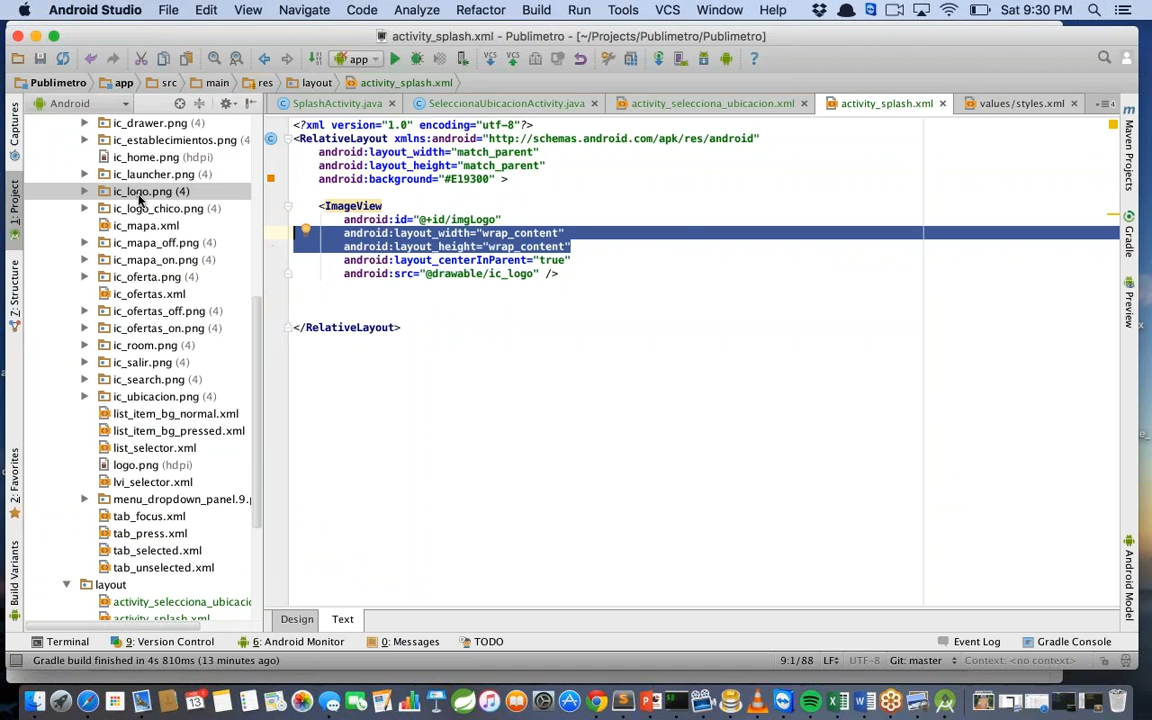 Android Studio File Edit View Navigate Code Analyze Refactor Build Run Tools VCS Window Help Sat 9:30 PM
activity_splash.xml - Publimetro - [~/Projects/Publimetro/Publimetro]
app VCS VCS ?
Publimetro app src main res layout activity_splash.xml
Android SplashActivity.java SeleccionaUbicacionActivity.java activity_selecciona_ubicacion.xml activity_splash.xml values/styles.xml
Captures
1: Project
7: Structure
2: Favorites
Build Variants
ic_drawer.png (4)
ic_establecimientos.png (4
ic_home.png (hdpi)
ic_launcher.png (4)
ic_logo.png (4)
ic_logo_chico.png (4)
ic_mapa.xml
ic_mapa_off.png (4)
ic_mapa_on.png (4)
ic_oferta.png (4)
ic_ofertas.xml
ic_ofertas_off.png (4)
ic_ofertas_on.png (4)
ic_room.png (4)
ic_salir.png (4)
ic_search.png (4)
ic_ubicacion.png (4)
list_item_bg_normal.xml
list_item_bg_pressed.xml
list_selector.xml
logo.png (hdpi)
lvi_selector.xml
menu_dropdown_panel.9.p
tab_focus.xml
tab_press.xml
tab_selected.xml
tab_unselected.xml
layout
activity_selecciona_ubicacio
activity_splash.xml
<?xml version="1.0" encoding="utf-8"?>
<RelativeLayout xmlns:android="http://schemas.android.com/apk/res/android"
android:layout_width="match_parent"
android:layout_height="match_parent"
android:background="#E19300" >
<ImageView
android:id="@+id/imgLogo"
android:layout_width="wrap_content"
android:layout_height="wrap_content"
android:layout_centerInParent="true"
android:src="@drawable/ic_logo" />
</RelativeLayout>
Maven Projects
Gradle
Preview
Android Model
Design Text
Terminal 9: Version Control 6: Android Monitor 0: Messages TODO Event Log Gradle Console
Gradle build finished in 4s 810ms (13 minutes ago) 9:1/88 LF UTF-8 Git: master Context: <no context>
13